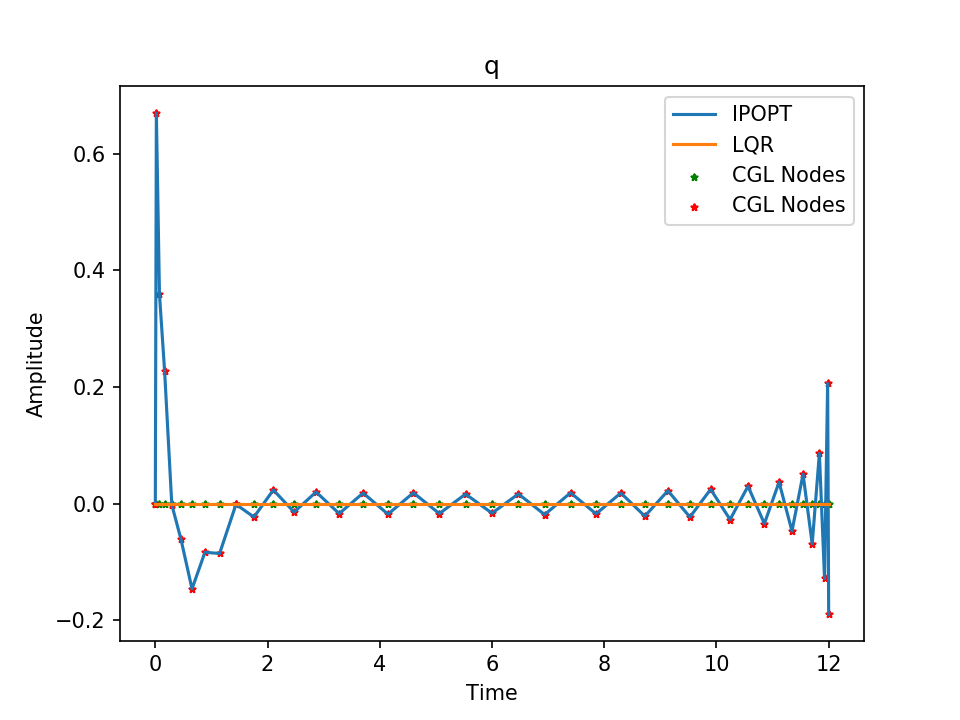 q
IPOPT
LQR
CGL Nodes
CGL Nodes
Amplitude
0.6
0.4
0.2
0.0
−0.2
0 2 4 6 8 10 12
Time